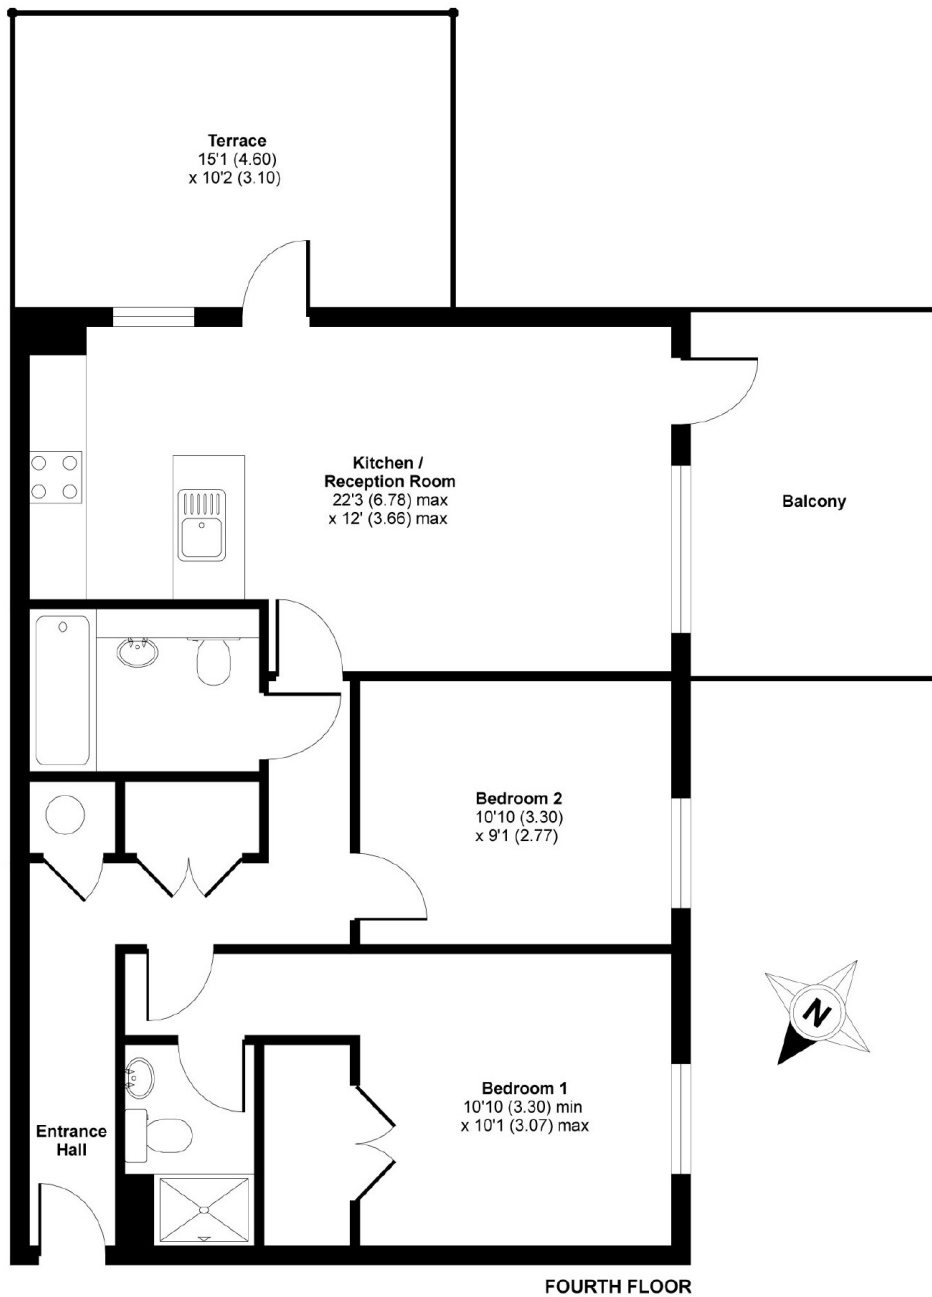 Terrace
15'1 (4.60)
x 10'2 (3.10)
Kitchen /
Reception Room
22'3 (6.78) max
x 12' (3.66) max
Balcony
Bedroom 2
10'10 (3.30)
x 9'1 (2.77)
N
Bedroom 1
10'10 (3.30) min
x 10'1 (3.07) max
Entrance
Hall
FOURTH FLOOR